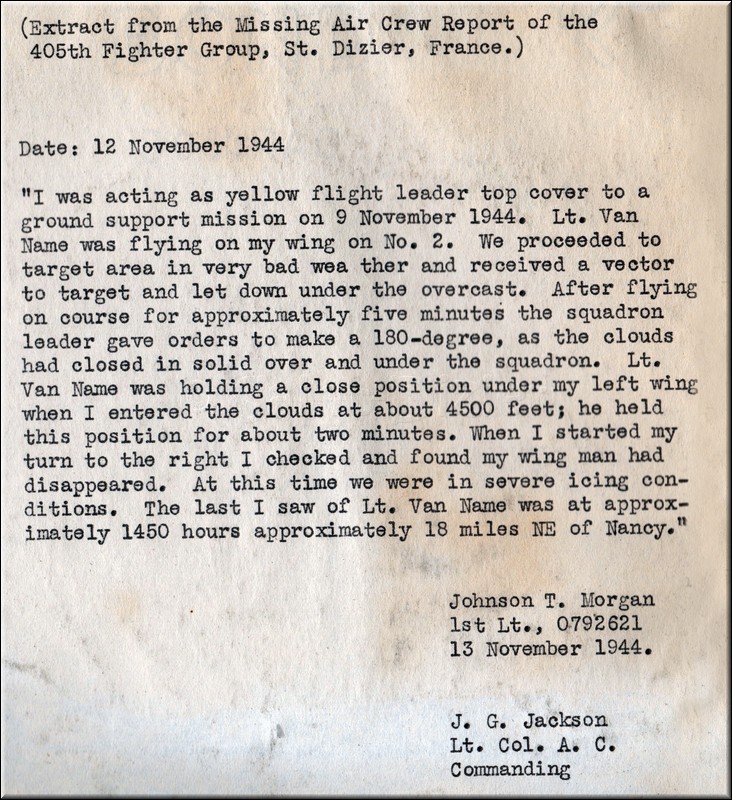 (Extract from the Missing Air Crew Report of the
405th Fighter Group, St. Dizier, France.)
Date: 12 November 1944
"I was acting as yellow flight leader top cover to a
ground support mission on 9 November 1944. Lt. Van
Name was flying on my wing on No. 2. We proceeded to
target area in very bad wea ther and received a vector
to target and let down under the overcast. After flying
on course for approximately five minutes the squadron
leader gave orders to make a 180-degree, as the clouds
had closed in solid over and under the squadron. Lt.
Van Name was holding a close position under my left wing
when I entered the clouds at about 4500 feet; he held
this position for about two minutes. When I started my
turn to the right I checked and found my wing man had
disappeared. At this time we were in severe icing con-
ditions. The last I saw of Lt. Van Name was at approx-
imately 1450 hours approximately 18 miles NE of Nancy."
Johnson T. Morgan
1st Lt., 0792621
13 November 1944.
J. G. Jackson
Lt. Col. A. C.
Commanding